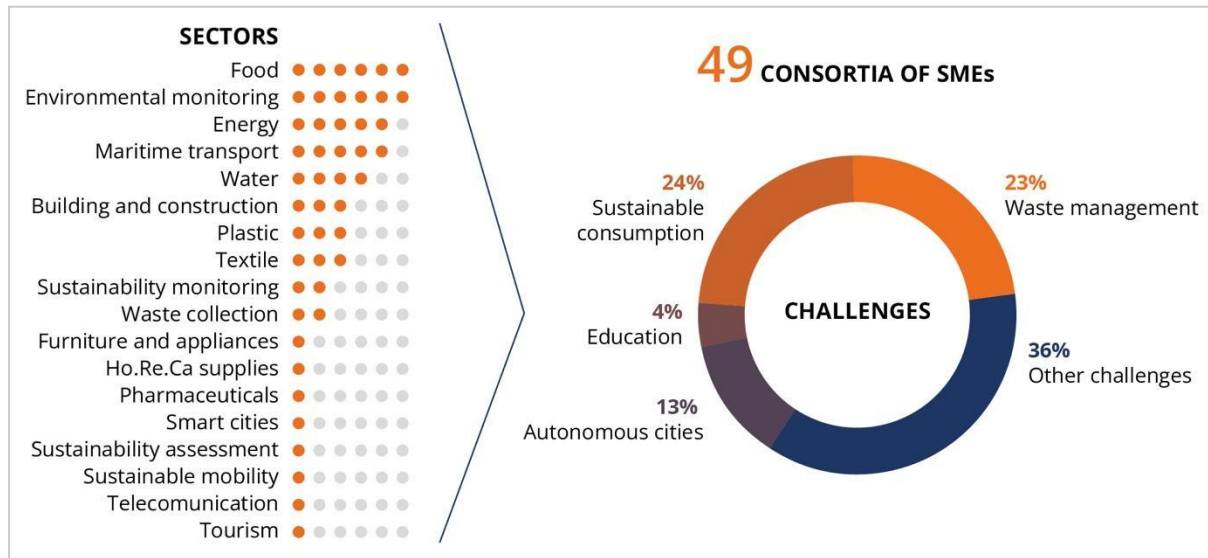 SECTORS
Food
Environmental monitoring
Energy
Maritime transport
Water
Building and construction
Plastic
Textile
Sustainability monitoring
Waste collection
Furniture and appliances
Ho.Re.Ca supplies
Pharmaceuticals
Smart cities
Sustainability assessment
Sustainable mobility
Telecomunication
Tourism
49 CONSORTIA OF SMEs
24%
Sustainable
consumption
23%
Waste management
4%
Education
CHALLENGES
36%
Other challenges
13%
Autonomous cities